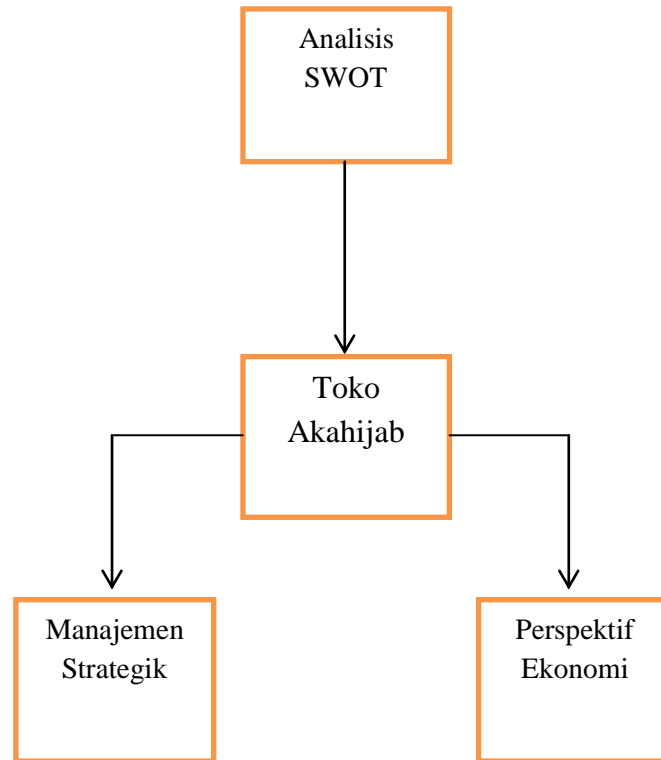 Analisis
SWOT
Toko
Akahijab
Manajemen
Strategik
Perspektif
Ekonomi